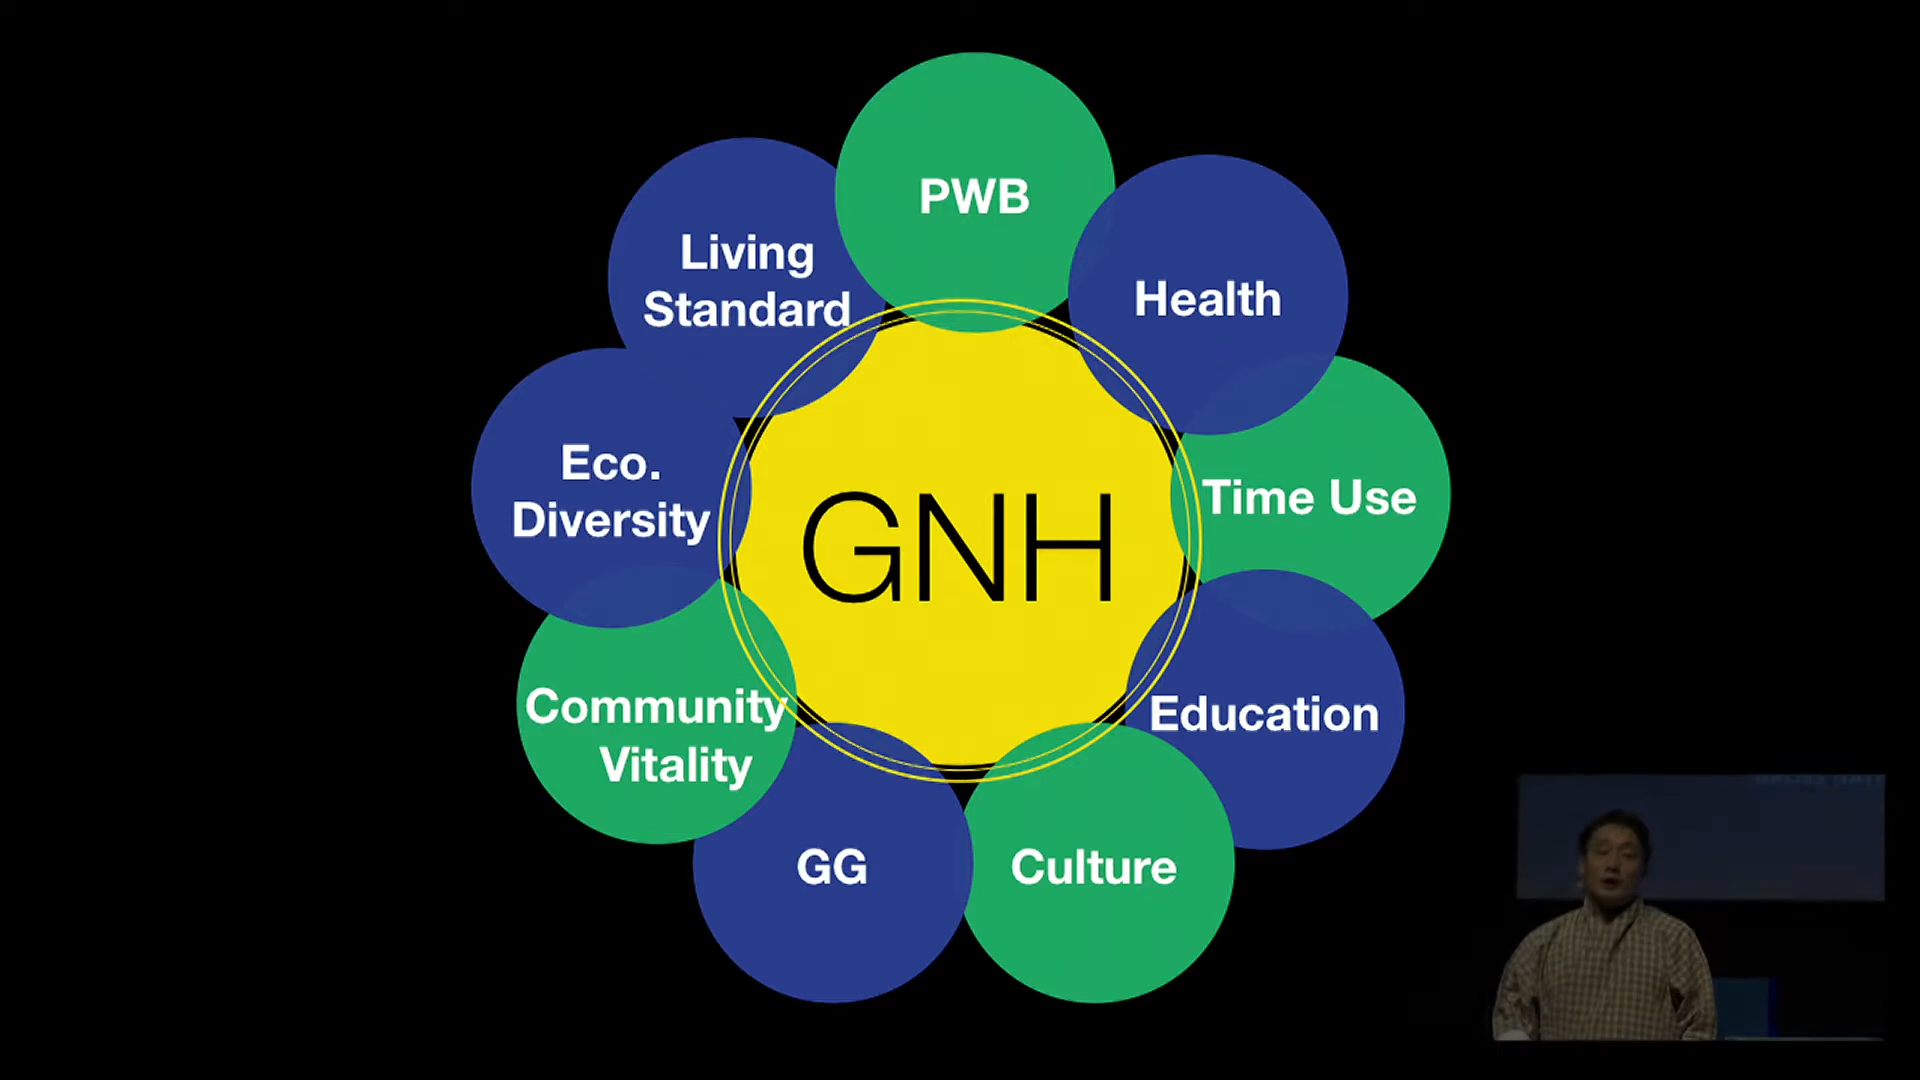 PWB
Health
Time Use
Education
Culture
GG
Community
Vitality
Eco.
Diversity
Living
Standard
GNH